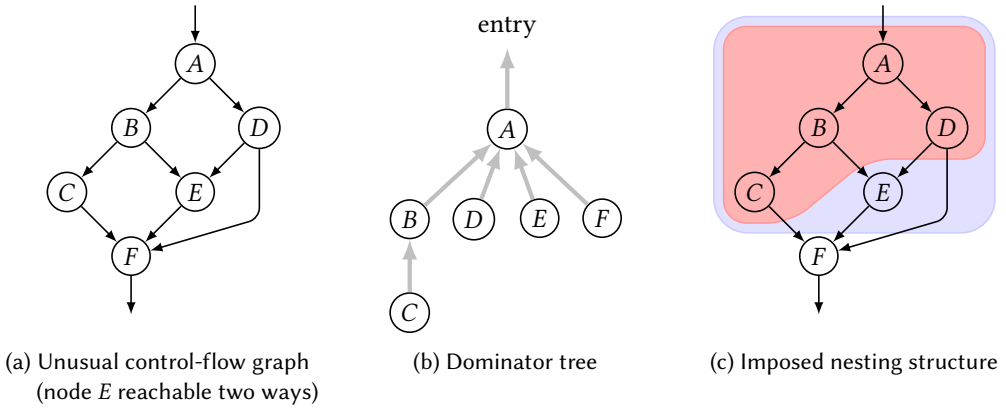 A
B
D
C
E
F
(a) Unusual control-flow graph
(node E reachable two ways)
entry
A
B
D
E
F
C
(b) Dominator tree
A
B
D
C
E
F
(c) Imposed nesting structure